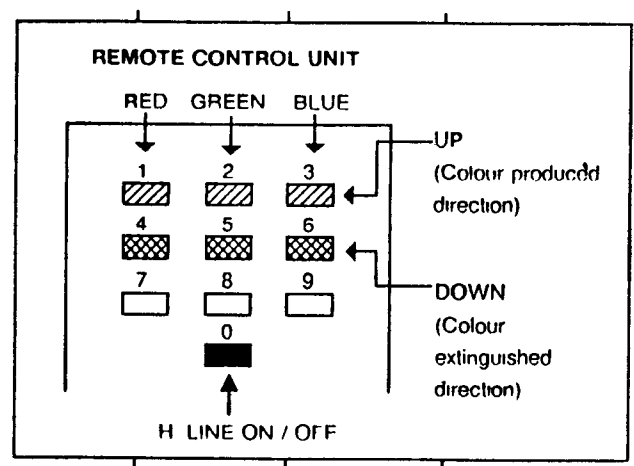 REMOTE CONTROL UNIT
RED GREEN BLUE
1 2 3
UP
(Colour produced
direction)
4 5 6
7 8 9
DOWN
(Colour
extinguished
direction)
0
H LINE ON / OFF